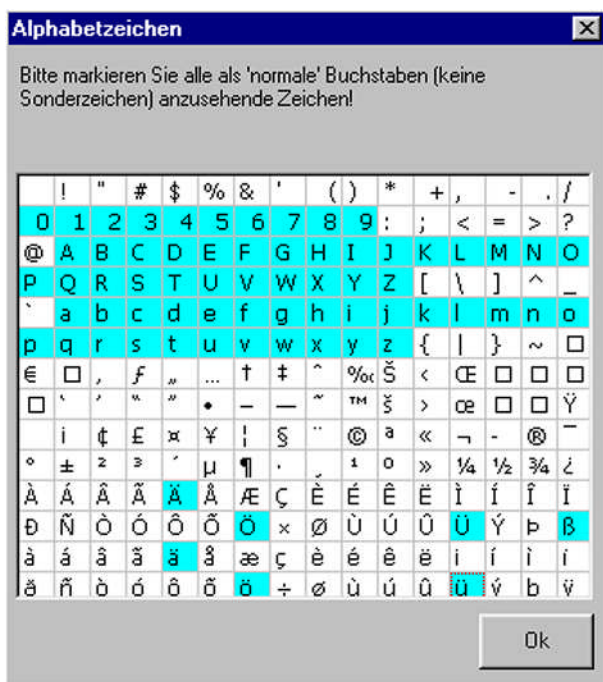 Alphabetzeichen
Bitte markieren Sie alle als 'normale' Buchstaben (keine
Sonderzeichen) anzusehende Zeichen!
! " # $ % & ' ( ) * + , - . /
0 1 2 3 4 5 6 7 8 9 : ; < = > ?
@ A B C D E F G H I J K L M N O
P Q R S T U V W X Y Z [ \ ] ^ _
` a b c d e f g h i j k l m n o
p q r s t u v w x y z { | } ~ □
€ □ ‚ ƒ „ … † ‡ ˆ ‰ Š ‹ Œ □ □ □
□ ‘ ’ “ ” • – — ˜ ™ š › œ □ □ Ÿ
¡ ¢ £ ¤ ¥ ¦ § ¨ © ª « ¬ - ® ¯
° ± ² ³ ´ µ ¶ · ¸ ¹ º » ¼ ½ ¾ ¿
À Á Â Ã Ä Å Æ Ç È É Ê Ë Ì Í Î Ï
Ð Ñ Ò Ó Ô Õ Ö × Ø Ù Ú Û Ü Ý Þ ß
à á â ã ä å æ ç è é ê ë ì í î ï
ð ñ ò ó ô õ ö ÷ ø ù ú û ü ý þ ÿ
Ok